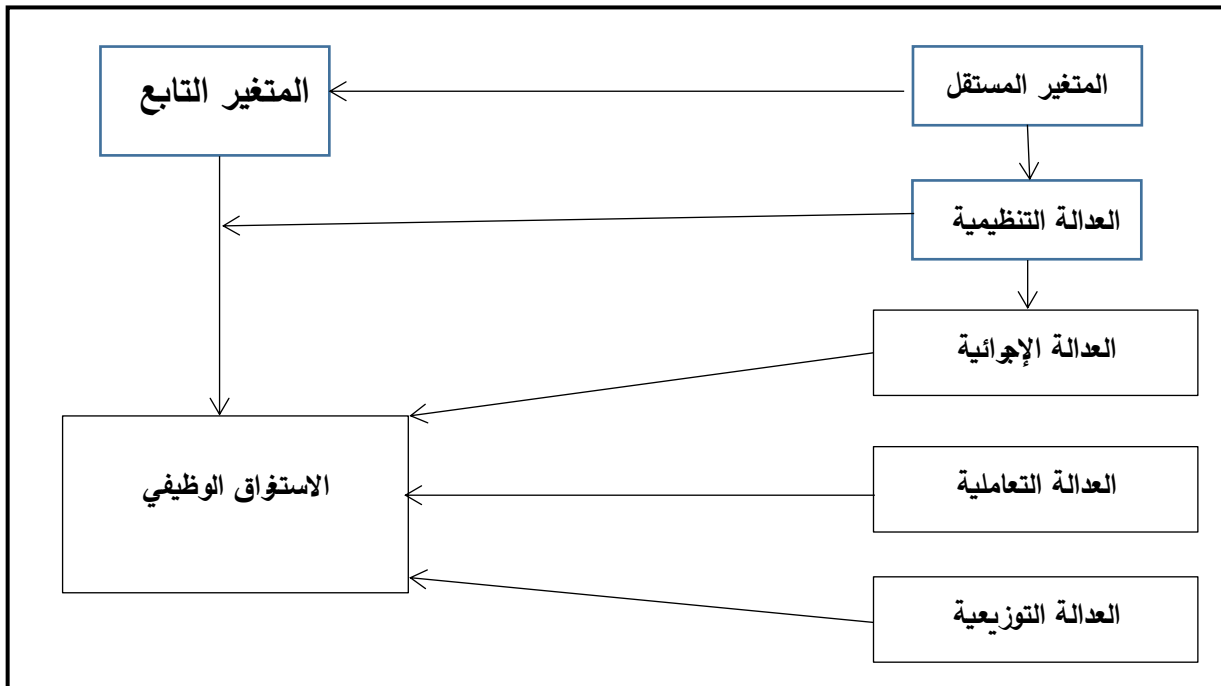 المتغير المستقل
المتغير التابع
العدالة التنظيمية
العدالة الإجرائية
العدالة التعاملية
الاستغراق الوظيفي
العدالة التوزيعية